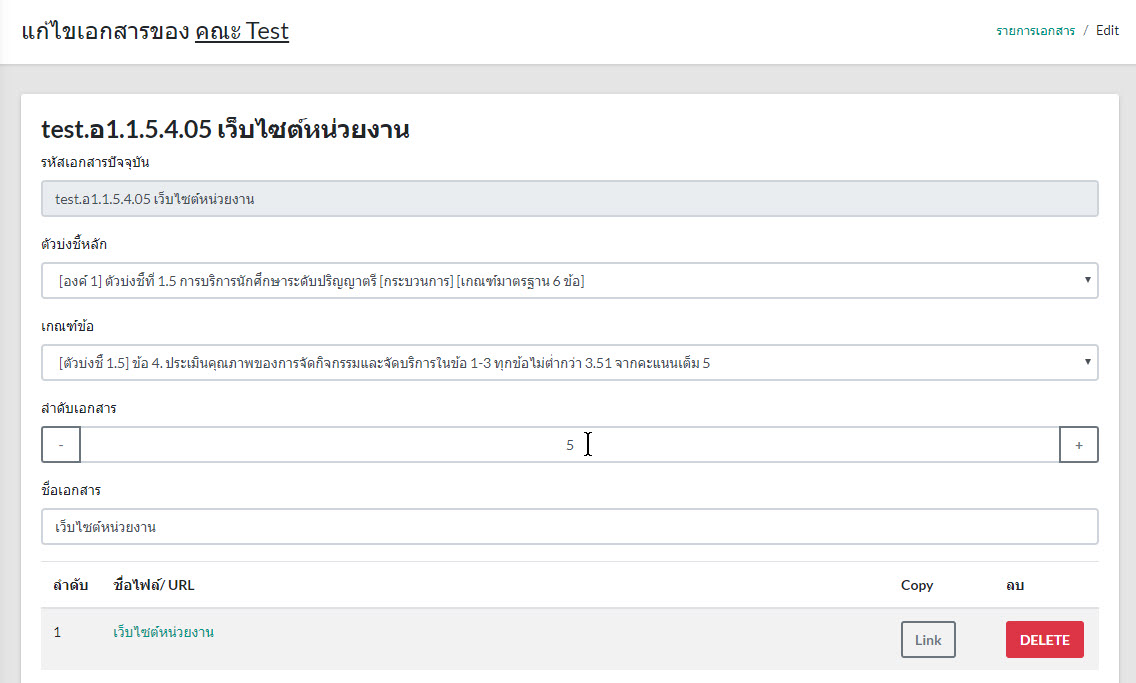 แก้ไขเอกสารของ คณะ Test
รายการเอกสาร / Edit
test.อ1.1.5.4.05 เว็บไซต์หน่วยงาน
รหัสเอกสารปัจจุบัน
test.อ1.1.5.4.05 เว็บไซต์หน่วยงาน
ตัวบ่งชี้หลัก
[องค์ 1] ตัวบ่งชี้ที่ 1.5 การบริการนักศึกษาระดับปริญญาตรี [กระบวนการ] [เกณฑ์มาตรฐาน 6 ข้อ]
เกณฑ์ข้อ
[ตัวบ่งชี้ 1.5] ข้อ 4. ประเมินคุณภาพของการจัดกิจกรรมและจัดบริการในข้อ 1-3 ทุกข้อไม่ต่ำกว่า 3.51 จากคะแนนเต็ม 5
ลำดับเอกสาร
- 5 +
ชื่อเอกสาร
เว็บไซต์หน่วยงาน
ลำดับ ชื่อไฟล์/ URL Copy ลบ
1 เว็บไซต์หน่วยงาน Link DELETE